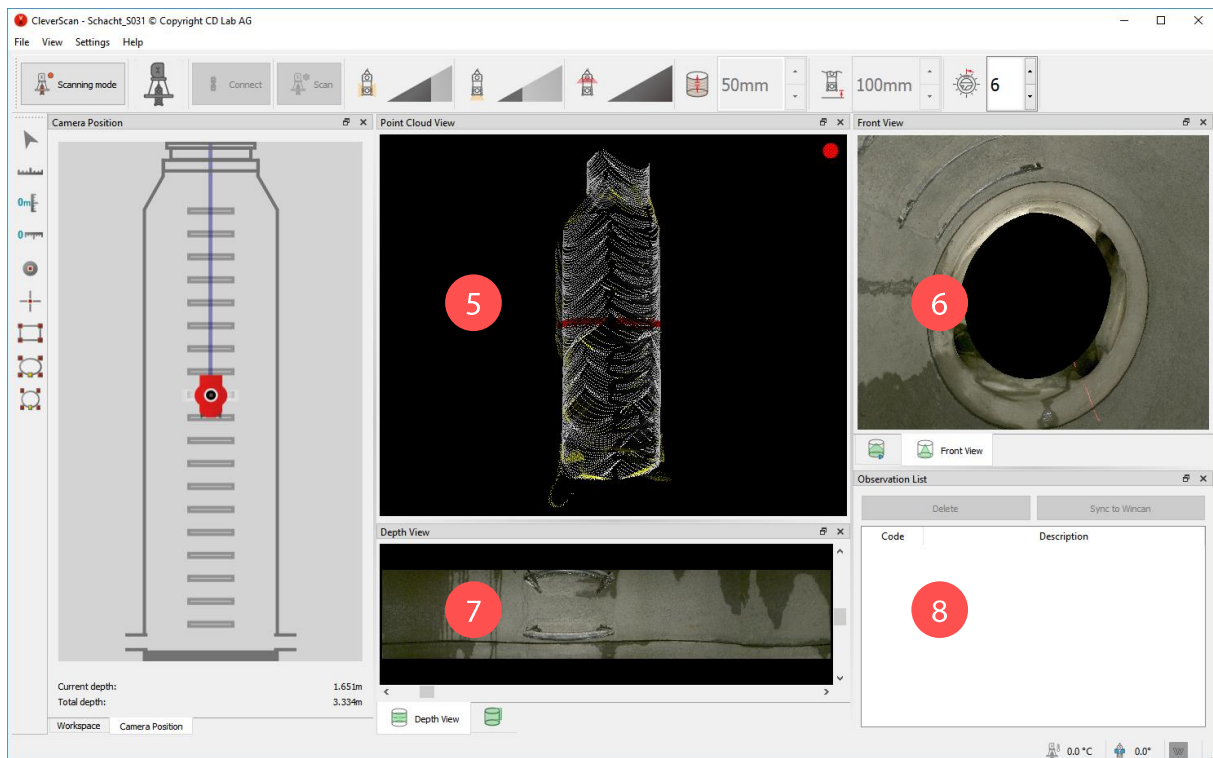 CleverScan - Schacht_S031 © Copyright CD Lab AG
File View Settings Help
Scanning mode
Connect
Scan
50mm
100mm
6
Camera Position
Point Cloud View
Front View
0m
0
5
6
Front View
Observation List
Delete
Sync to Wincan
Code
Description
Depth View
7
8
Current depth: 1.651m
Total depth: 3.334m
Workspace
Camera Position
Depth View
0.0 °C
0.0°
W